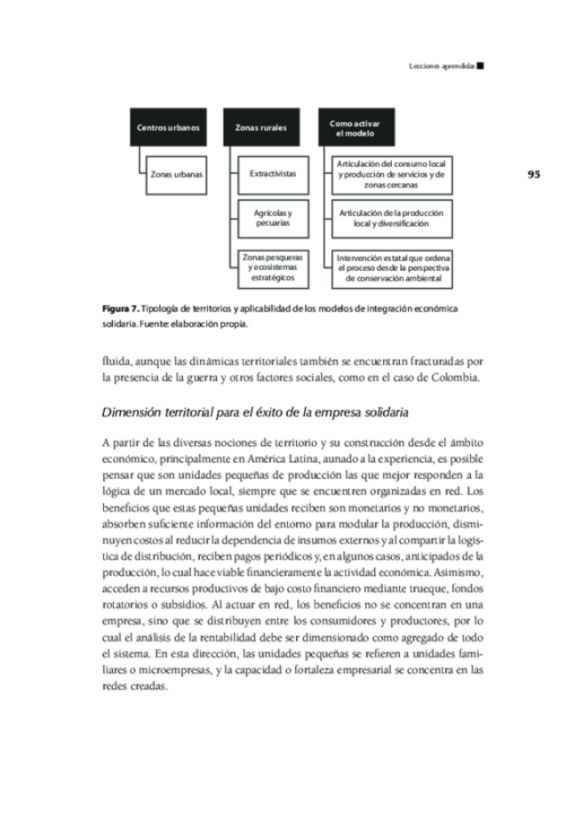 Lecciones aprendidas
Centros urbanos
Zonas urbanas
Zonas rurales
Extractivistas
Agrícolas y
pecuarias
Zonas pesqueras
y ecosistemas
estratégicos
Como activar
el modelo
Articulación del consumo local
y producción de servicios y de
zonas cercanas
Articulación de la producción
local y diversificación
Intervención estatal que ordena
el proceso desde la perspectiva
de conservación ambiental
95
Figura 7. Tipología de territorios y aplicabilidad de los modelos de integración económica
solidaria. Fuente: elaboración propia.
fluida, aunque las dinámicas territoriales también se encuentran fracturadas por
la presencia de la guerra y otros factores sociales, como en el caso de Colombia.
Dimensión territorial para el éxito de la empresa solidaria
A partir de las diversas nociones de territorio y su construcción desde el ámbito
económico, principalmente en América Latina, aunado a la experiencia, es posible
pensar que son unidades pequeñas de producción las que mejor responden a la
lógica de un mercado local, siempre que se encuentren organizadas en red. Los
beneficios que estas pequeñas unidades reciben son monetarios y no monetarios,
absorben suficiente información del entorno para modular la producción, dismi-
nuyen costos al reducir la dependencia de insumos externos y al compartir la logís-
tica de distribución, reciben pagos periódicos y, en algunos casos, anticipados de la
producción, lo cual hace viable financieramente la actividad económica. Asimismo,
acceden a recursos productivos de bajo costo financiero mediante trueque, fondos
rotatorios o subsidios. Al actuar en red, los beneficios no se concentran en una
empresa, sino que se distribuyen entre los consumidores y productores, por lo
cual el análisis de la rentabilidad debe ser dimensionado como agregado de todo
el sistema. En esta dirección, las unidades pequeñas se refieren a unidades fami-
liares o microempresas, y la capacidad o fortaleza empresarial se concentra en las
redes creadas.